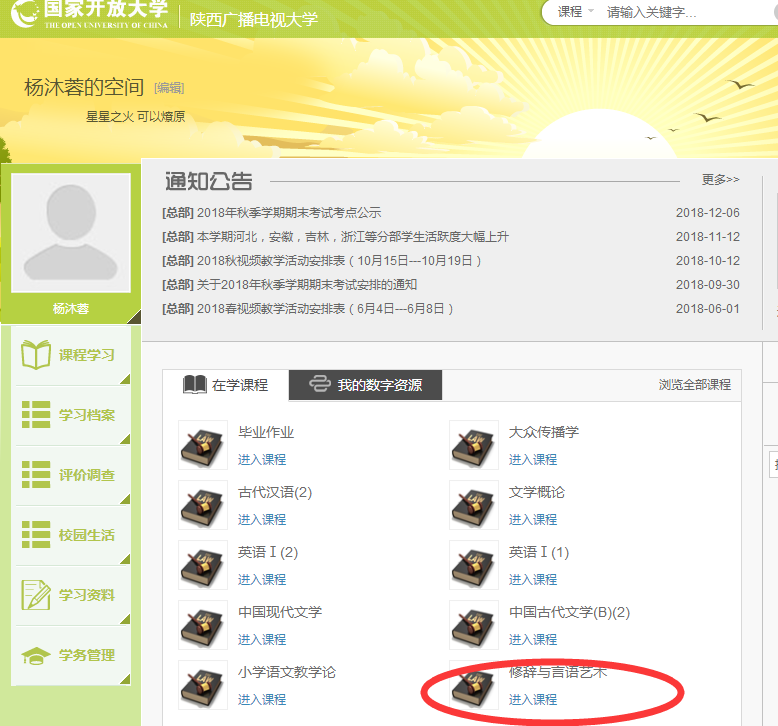 国家开放大学
THE OPEN UNIVERSITY OF CHINA
陕西广播电视大学
课程
请输入关键字...
杨沐蓉的空间 [编辑]
星星之火 可以燎原
杨沐蓉
课程学习
学习档案
评价调查
校园生活
学习资料
学务管理
通知公告
更多>>
[总部] 2018年秋季学期期末考试考点公示 2018-12-06
[总部] 本学期河北，安徽，吉林，浙江等分部学生活跃度大幅上升 2018-11-12
[总部] 2018秋视频教学活动安排表（10月15日---10月19日） 2018-10-12
[总部] 关于2018年秋季学期期末考试安排的通知 2018-09-30
[总部] 2018春视频教学活动安排表（6月4日---6月8日） 2018-06-01
在学课程
我的数字资源
浏览全部课程
毕业作业
进入课程
大众传播学
进入课程
古代汉语(2)
进入课程
文学概论
进入课程
英语Ⅰ(2)
进入课程
英语Ⅰ(1)
进入课程
中国现代文学
进入课程
中国古代文学(B)(2)
进入课程
小学语文教学论
进入课程
修辞与言语艺术
进入课程